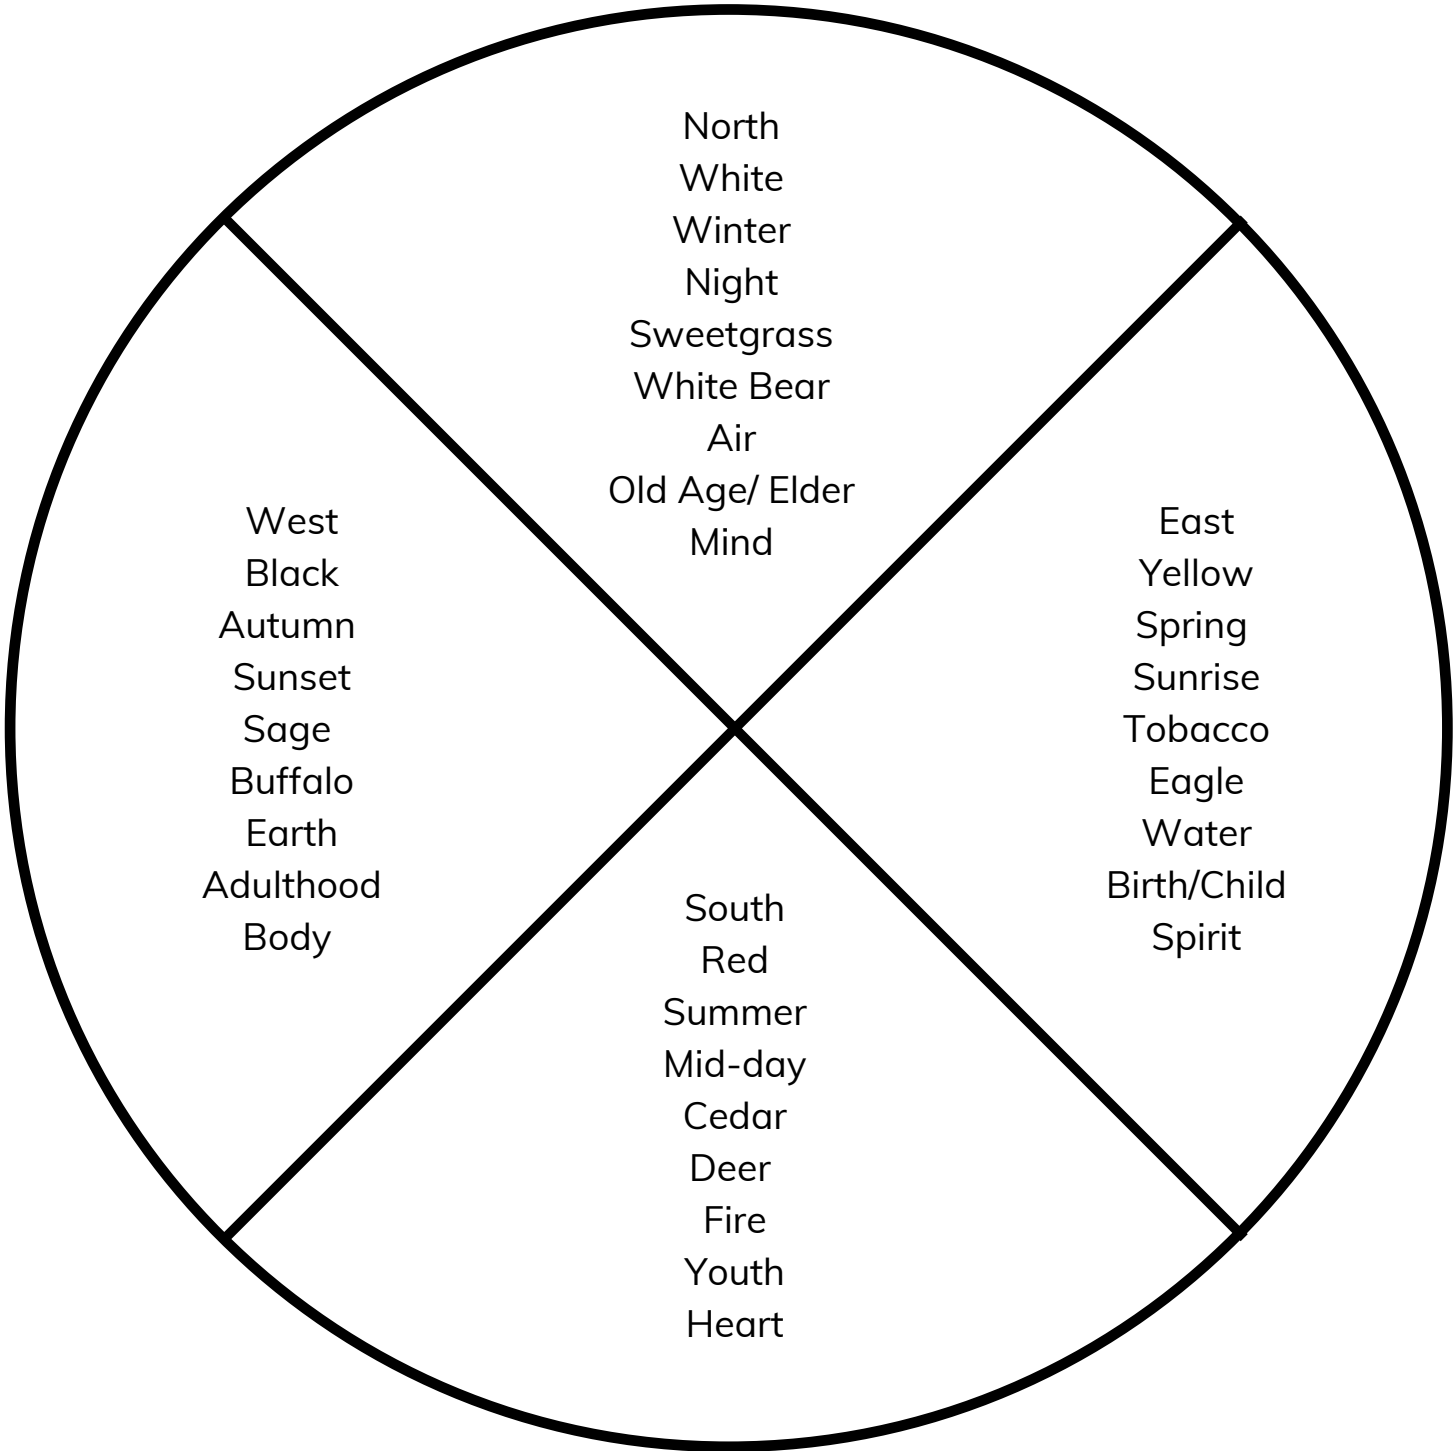 North
White
Winter
Night
Sweetgrass
White Bear
Air
Old Age/ Elder
Mind
West
Black
Autumn
Sunset
Sage
Buffalo
Earth
Adulthood
Body
East
Yellow
Spring
Sunrise
Tobacco
Eagle
Water
Birth/Child
Spirit
South
Red
Summer
Mid-day
Cedar
Deer
Fire
Youth
Heart